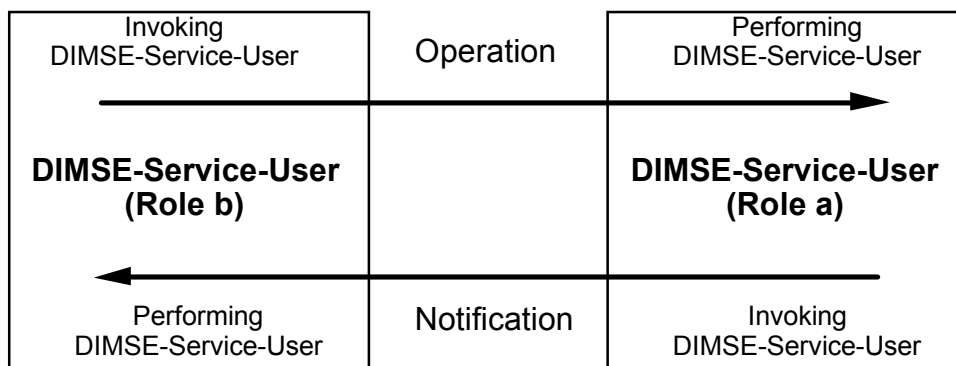 Invoking
DIMSE-Service-User
Operation
Performing
DIMSE-Service-User
DIMSE-Service-User
(Role b)
DIMSE-Service-User
(Role a)
Performing
DIMSE-Service-User
Notification
Invoking
DIMSE-Service-User